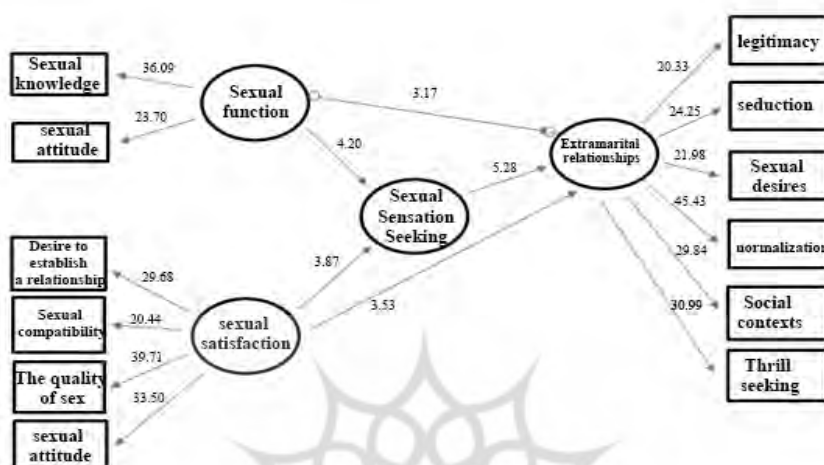 Sexual
knowledge
36.09
sexual
attitude
23.70
Sexual
function
3.17
4.20
Sexual
Sensation
Seeking
5.28
3.87
3.53
Desire to
establish
a relationship
29.68
Sexual
compatibility
20.44
The quality
of sex
39.71
sexual
attitude
33.50
sexual
satisfaction
Extramarital
relationships
20.33
legitimacy
24.25
seduction
21.98
Sexual
desires
45.43
normalization
29.84
Social
contexts
30.99
Thrill
seeking